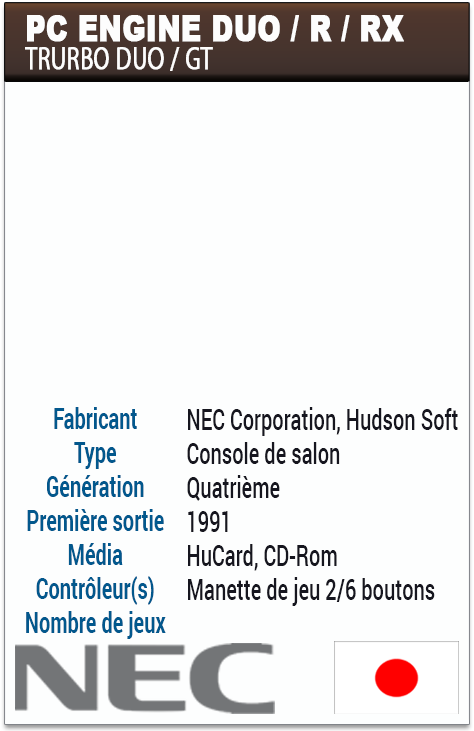 PC ENGINE DUO / R / RX
TRURBO DUO / GT
Fabricant NEC Corporation, Hudson Soft
Type Console de salon
Génération Quatrième
Première sortie 1991
Média HuCard, CD-Rom
Contrôleur(s) Manette de jeu 2/6 boutons
Nombre de jeux
NEC